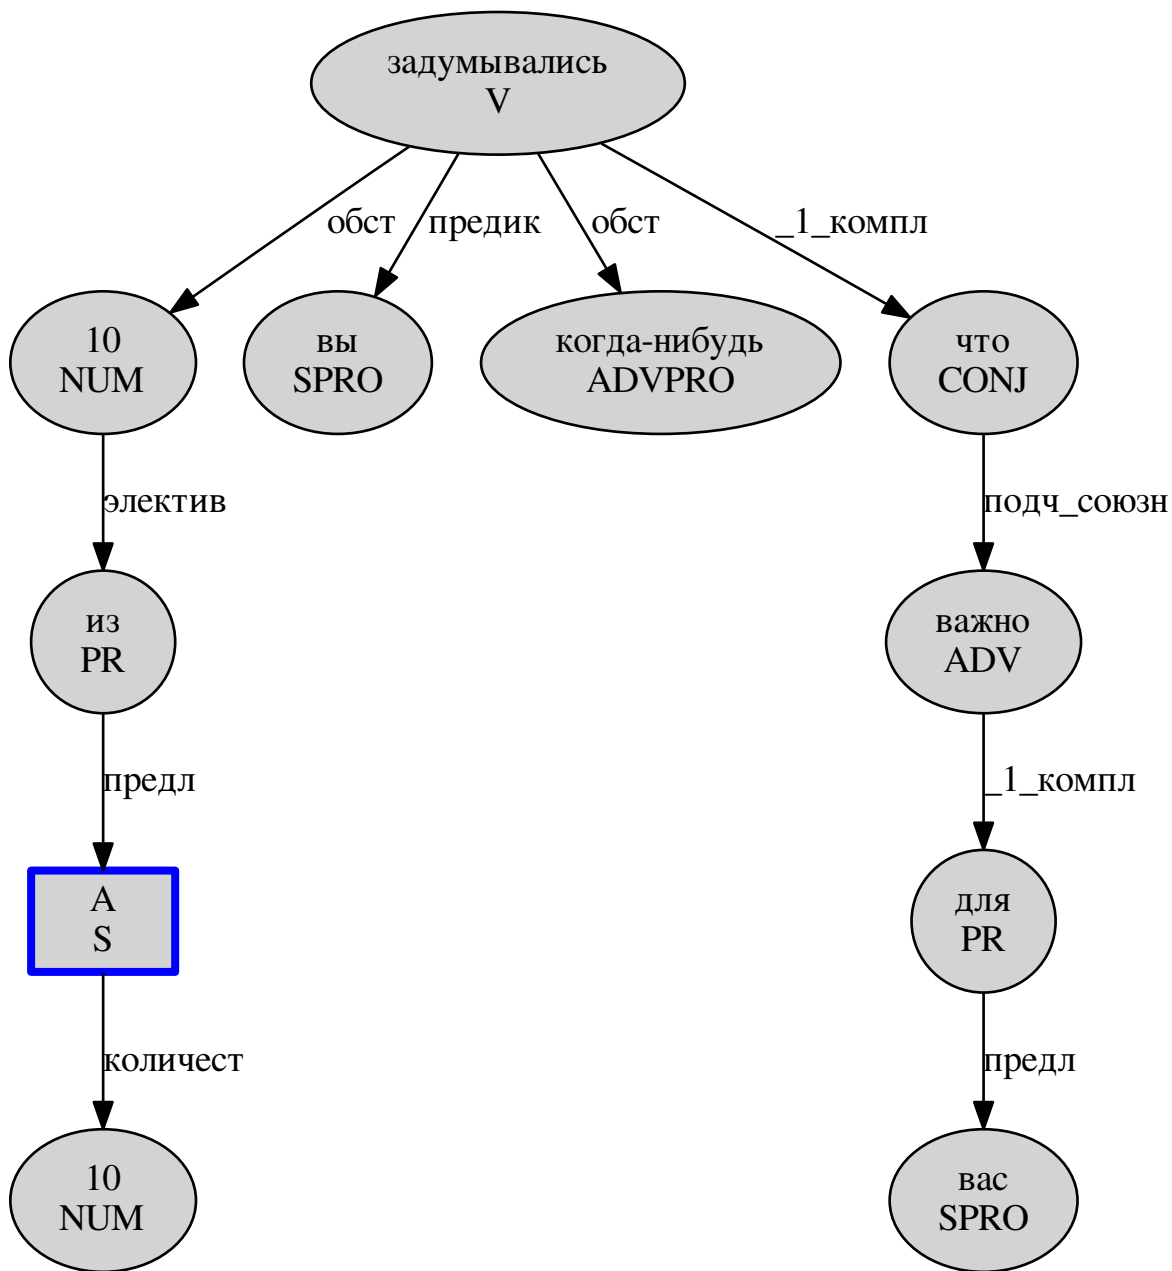 задумывались
V
обст
предик
обст
_1_компл
10
NUM
вы
SPRO
когда-нибудь
ADVPRO
что
CONJ
электив
подч_союзн
из
PR
важно
ADV
предл
_1_компл
А
S
для
PR
количест
предл
10
NUM
вас
SPRO